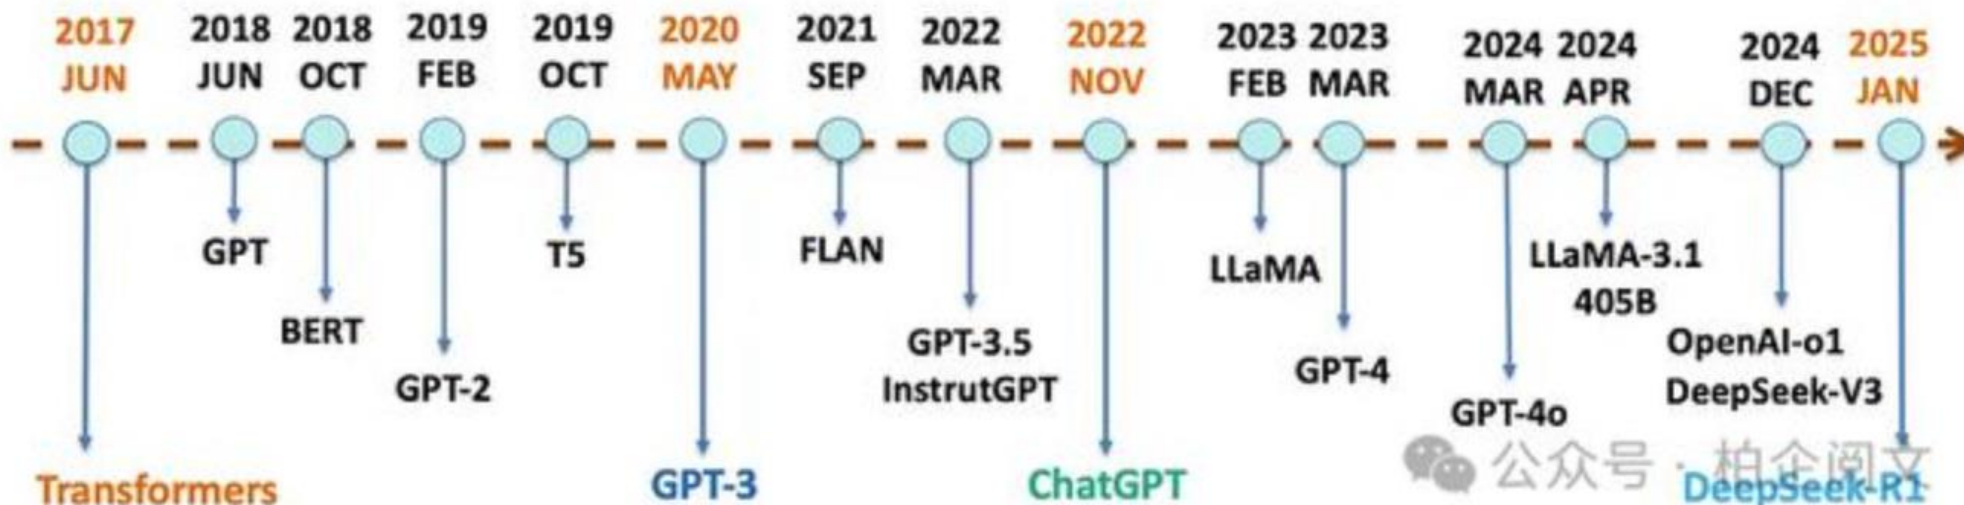 2017 2018 2018 2019 2019 2020 2021 2022 2022 2023 2023 2024 2024 2024 2025
JUN JUN OCT FEB OCT MAY SEP MAR NOV FEB MAR MAR APR DEC JAN
GPT T5 FLAN LLaMA LLaMA-3.1
405B
BERT GPT-3.5 OpenAI-o1
GPT-2 InstrutGPT GPT-4 DeepSeek-V3
GPT-4o
公众号 · 柏企阅文
Transformers GPT-3 ChatGPT DeepSeek-R1